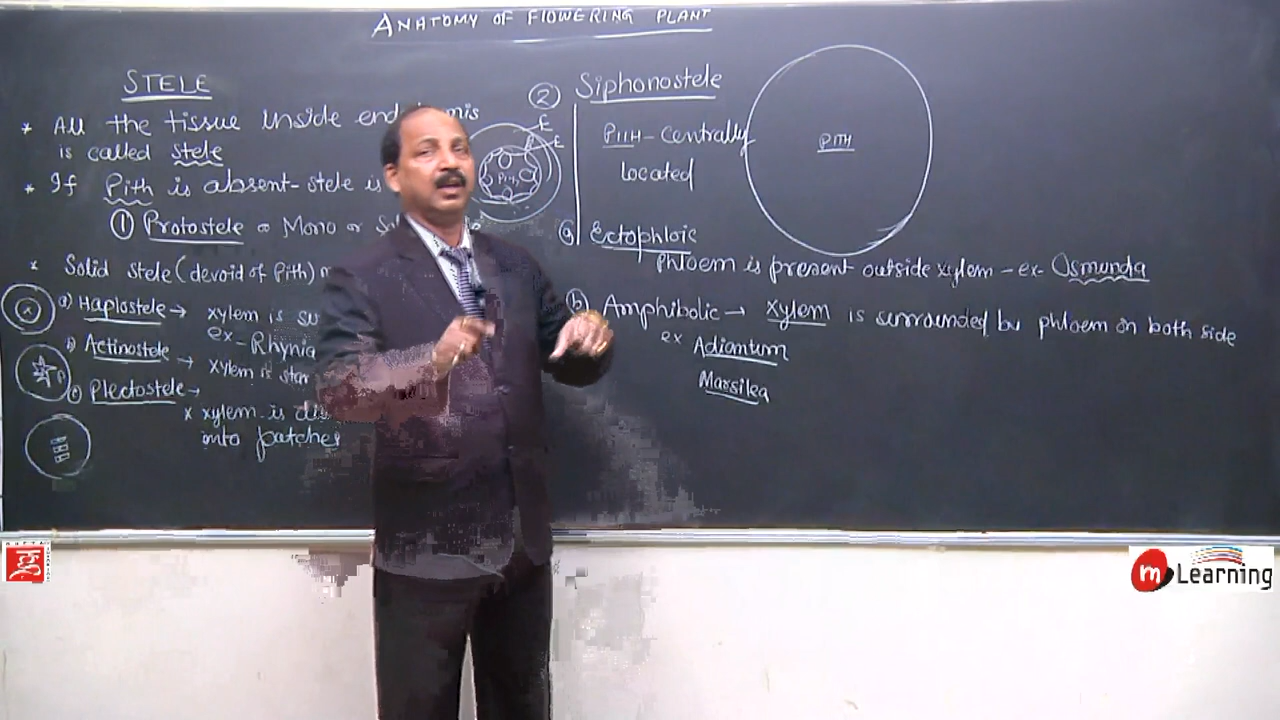 ANATOMY OF FLOWERING PLANT
STELE
* All the tissue inside
is called stele
* If Pith is absent - stele is
① Protostele or Mono or
* Solid stele (devoid of Pith)
a) Haplostele → xylem is
ex - Rhynia
b) Actinostele → xylem is
c) Plectostele →
* xylem is
into patches
E
P E
PITH
② Siphonostele
PITH - centrally
located
PITH
ⓐ Ectophloic
Phloem is present outside xylem - ex - Osmunda
ⓑ Amphibolic → Xylem is surrounded by phloem on both side
ex Adiantum
Marsilea
m Learning